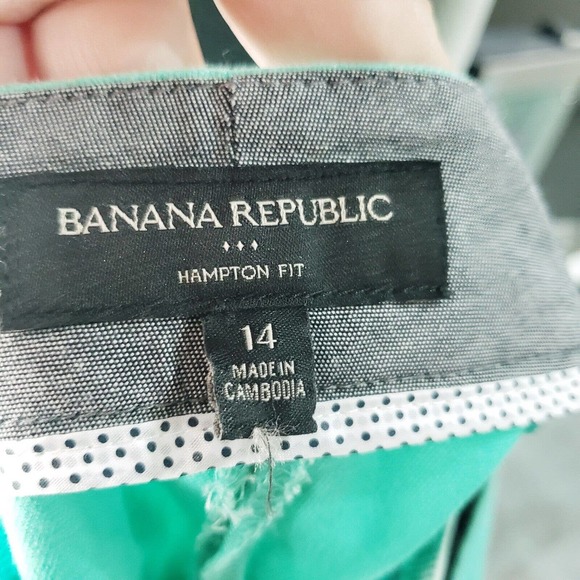 BANANA REPUBLIC
HAMPTON FIT
14
MADE IN
CAMBODIA